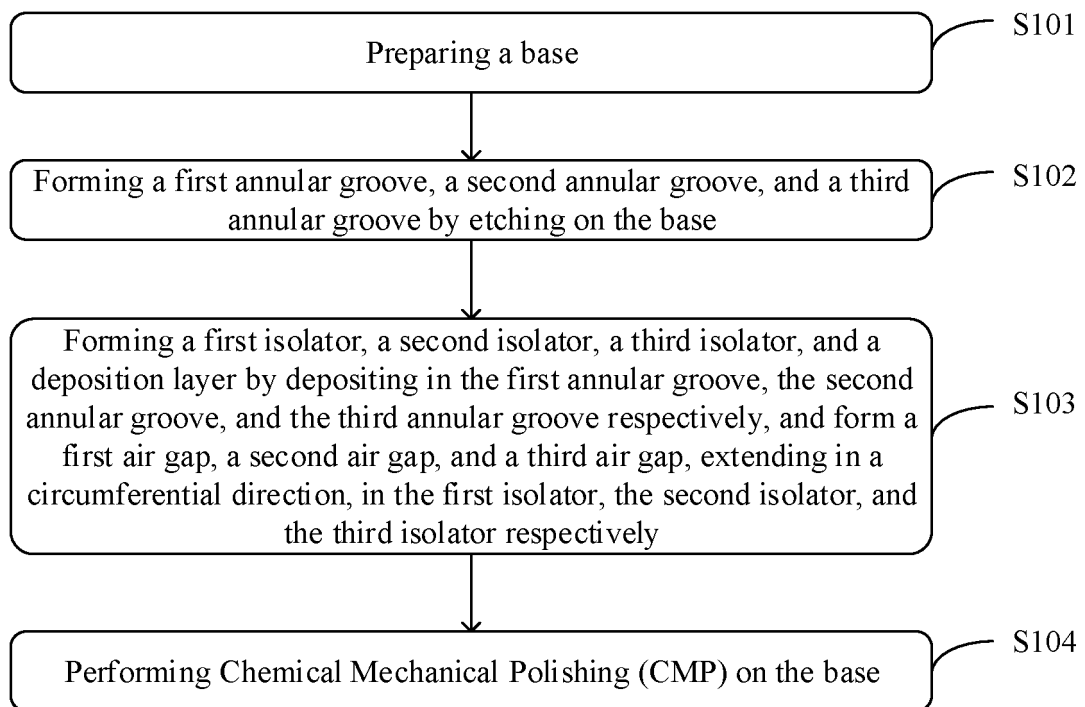 S101
Preparing a base
S102
Forming a first annular groove, a second annular groove, and a third
annular groove by etching on the base
Forming a first isolator, a second isolator, a third isolator, and a
deposition layer by depositing in the first annular groove, the second
annular groove, and the third annular groove respectively, and form a
first air gap, a second air gap, and a third air gap, extending in a
circumferential direction, in the first isolator, the second isolator, and
the third isolator respectively
S103
S104
Performing Chemical Mechanical Polishing (CMP) on the base